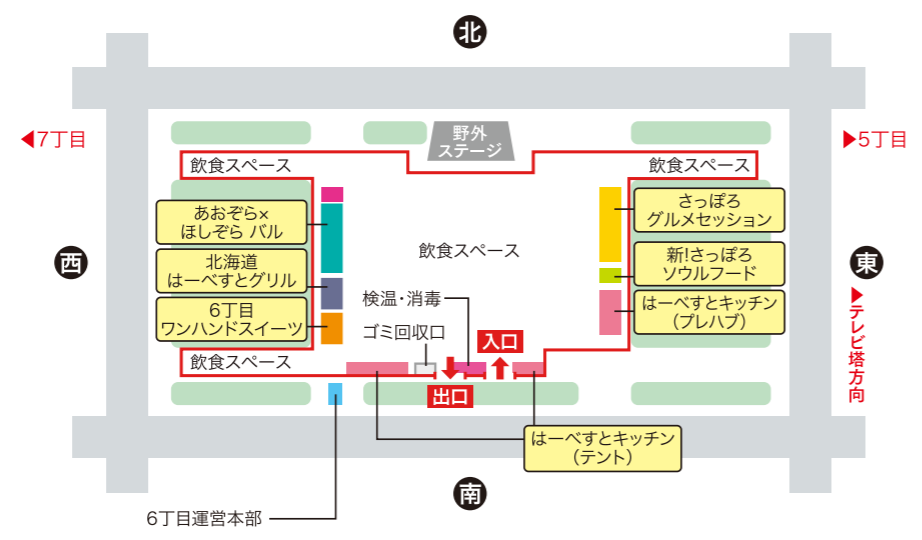 北
◀7丁目
▶5丁目
野外
ステージ
飲食スペース
飲食スペース
あおぞら×
ほしぞら バル
さっぽろ
グルメセッション
飲食スペース
西
東
北海道
はーべすとグリル
新!さっぽろ
ソウルフード
検温・消毒
6丁目
ワンハンドスイーツ
はーべすとキッチン
(プレハブ)
ゴミ回収口
入口
飲食スペース
出口
▶テレビ塔方向
はーべすとキッチン
(テント)
南
6丁目運営本部